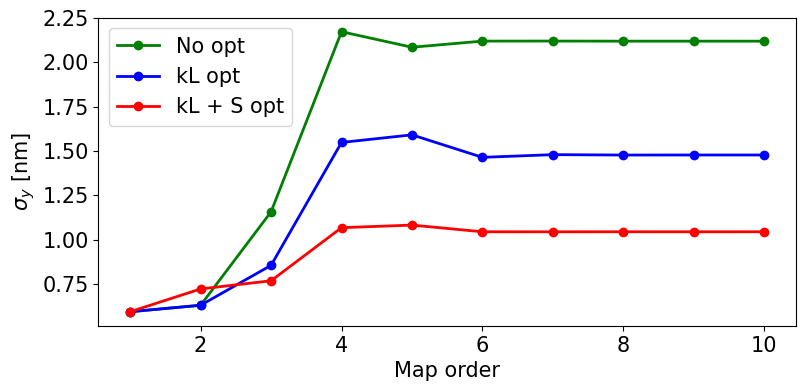 2.25
2.00
1.75
1.50
1.25
1.00
0.75
σy [nm]
No opt
kL opt
kL + S opt
2 4 6 8 10
Map order